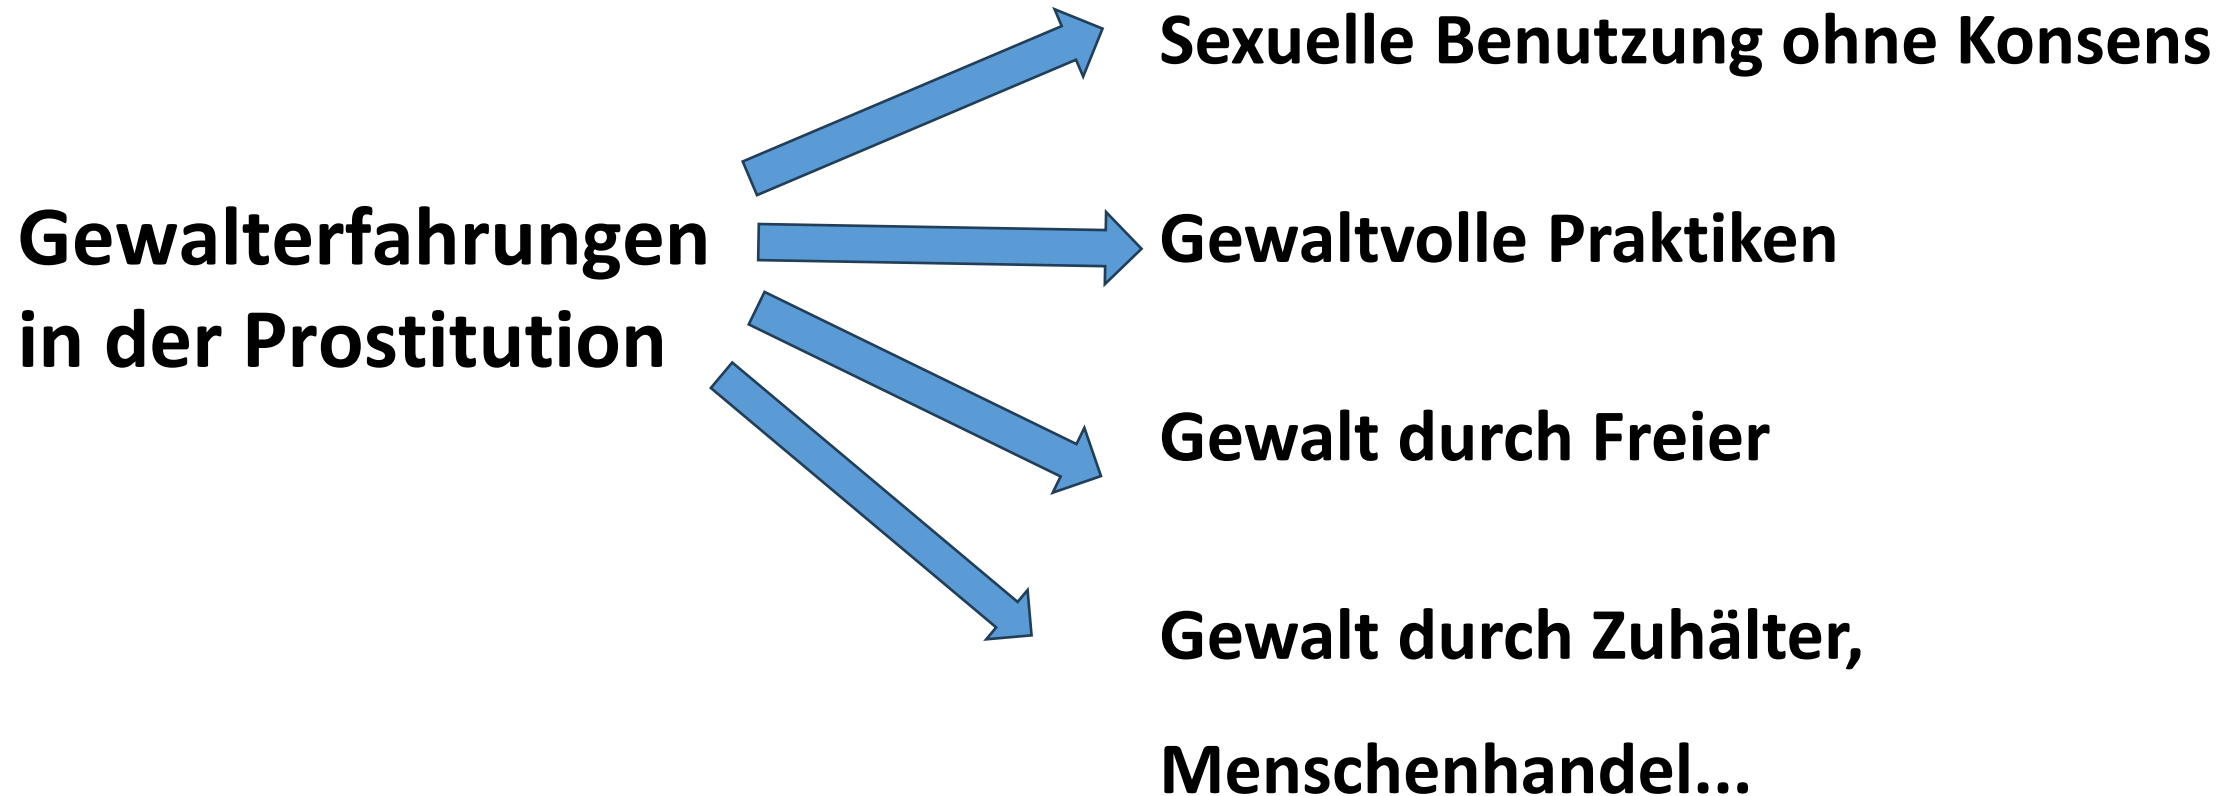 Gewalterfahrungen
in der Prostitution
Sexuelle Benutzung ohne Konsens
Gewaltvolle Praktiken
Gewalt durch Freier
Gewalt durch Zuhälter,
Menschenhandel...